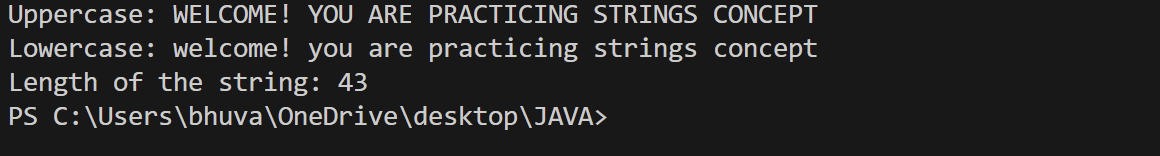 Uppercase: WELCOME! YOU ARE PRACTICING STRINGS CONCEPT
Lowercase: welcome! you are practicing strings concept
Length of the string: 43
PS C:\Users\bhuva\OneDrive\desktop\JAVA>